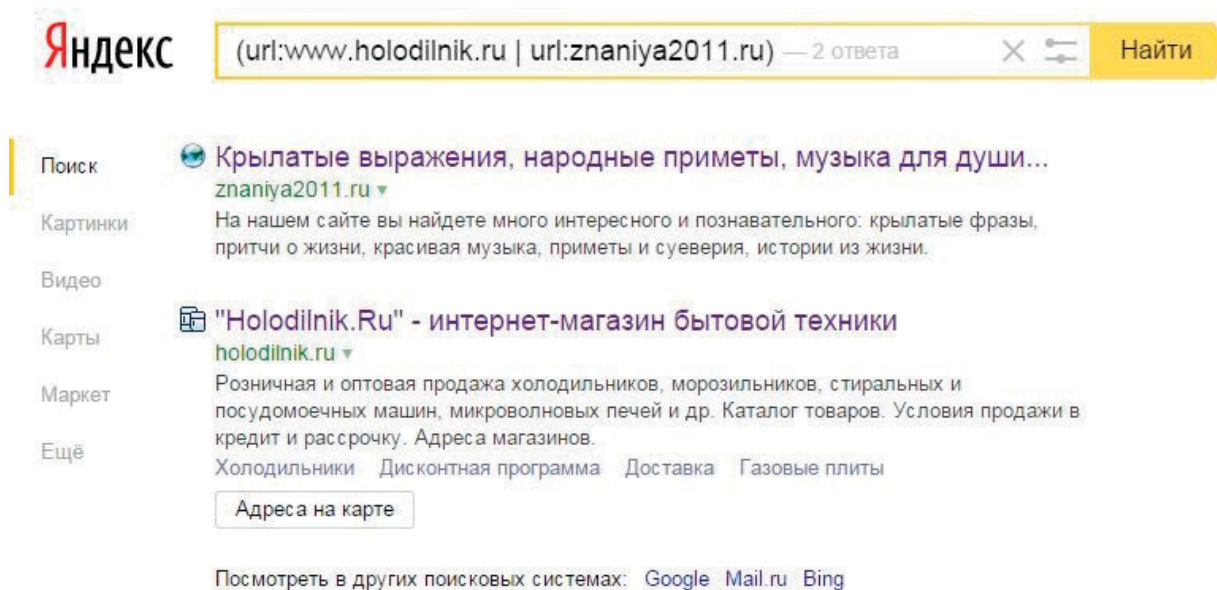 Яндекс
(url:www.holodilnik.ru | url:znaniya2011.ru) — 2 ответа
Найти
Поиск
Картинки
Видео
Карты
Маркет
Ещё
Крылатые выражения, народные приметы, музыка для души...
znaniya2011.ru
На нашем сайте вы найдете много интересного и познавательного: крылатые фразы,
притчи о жизни, красивая музыка, приметы и суеверия, истории из жизни.
"Holodilnik.Ru" - интернет-магазин бытовой техники
holodilnik.ru
Розничная и оптовая продажа холодильников, морозильников, стиральных и
посудомоечных машин, микроволновых печей и др. Каталог товаров. Условия продажи в
кредит и рассрочку. Адреса магазинов.
Холодильники Дисконтная программа Доставка Газовые плиты
Адреса на карте
Посмотреть в других поисковых системах: Google Mail.ru Bing